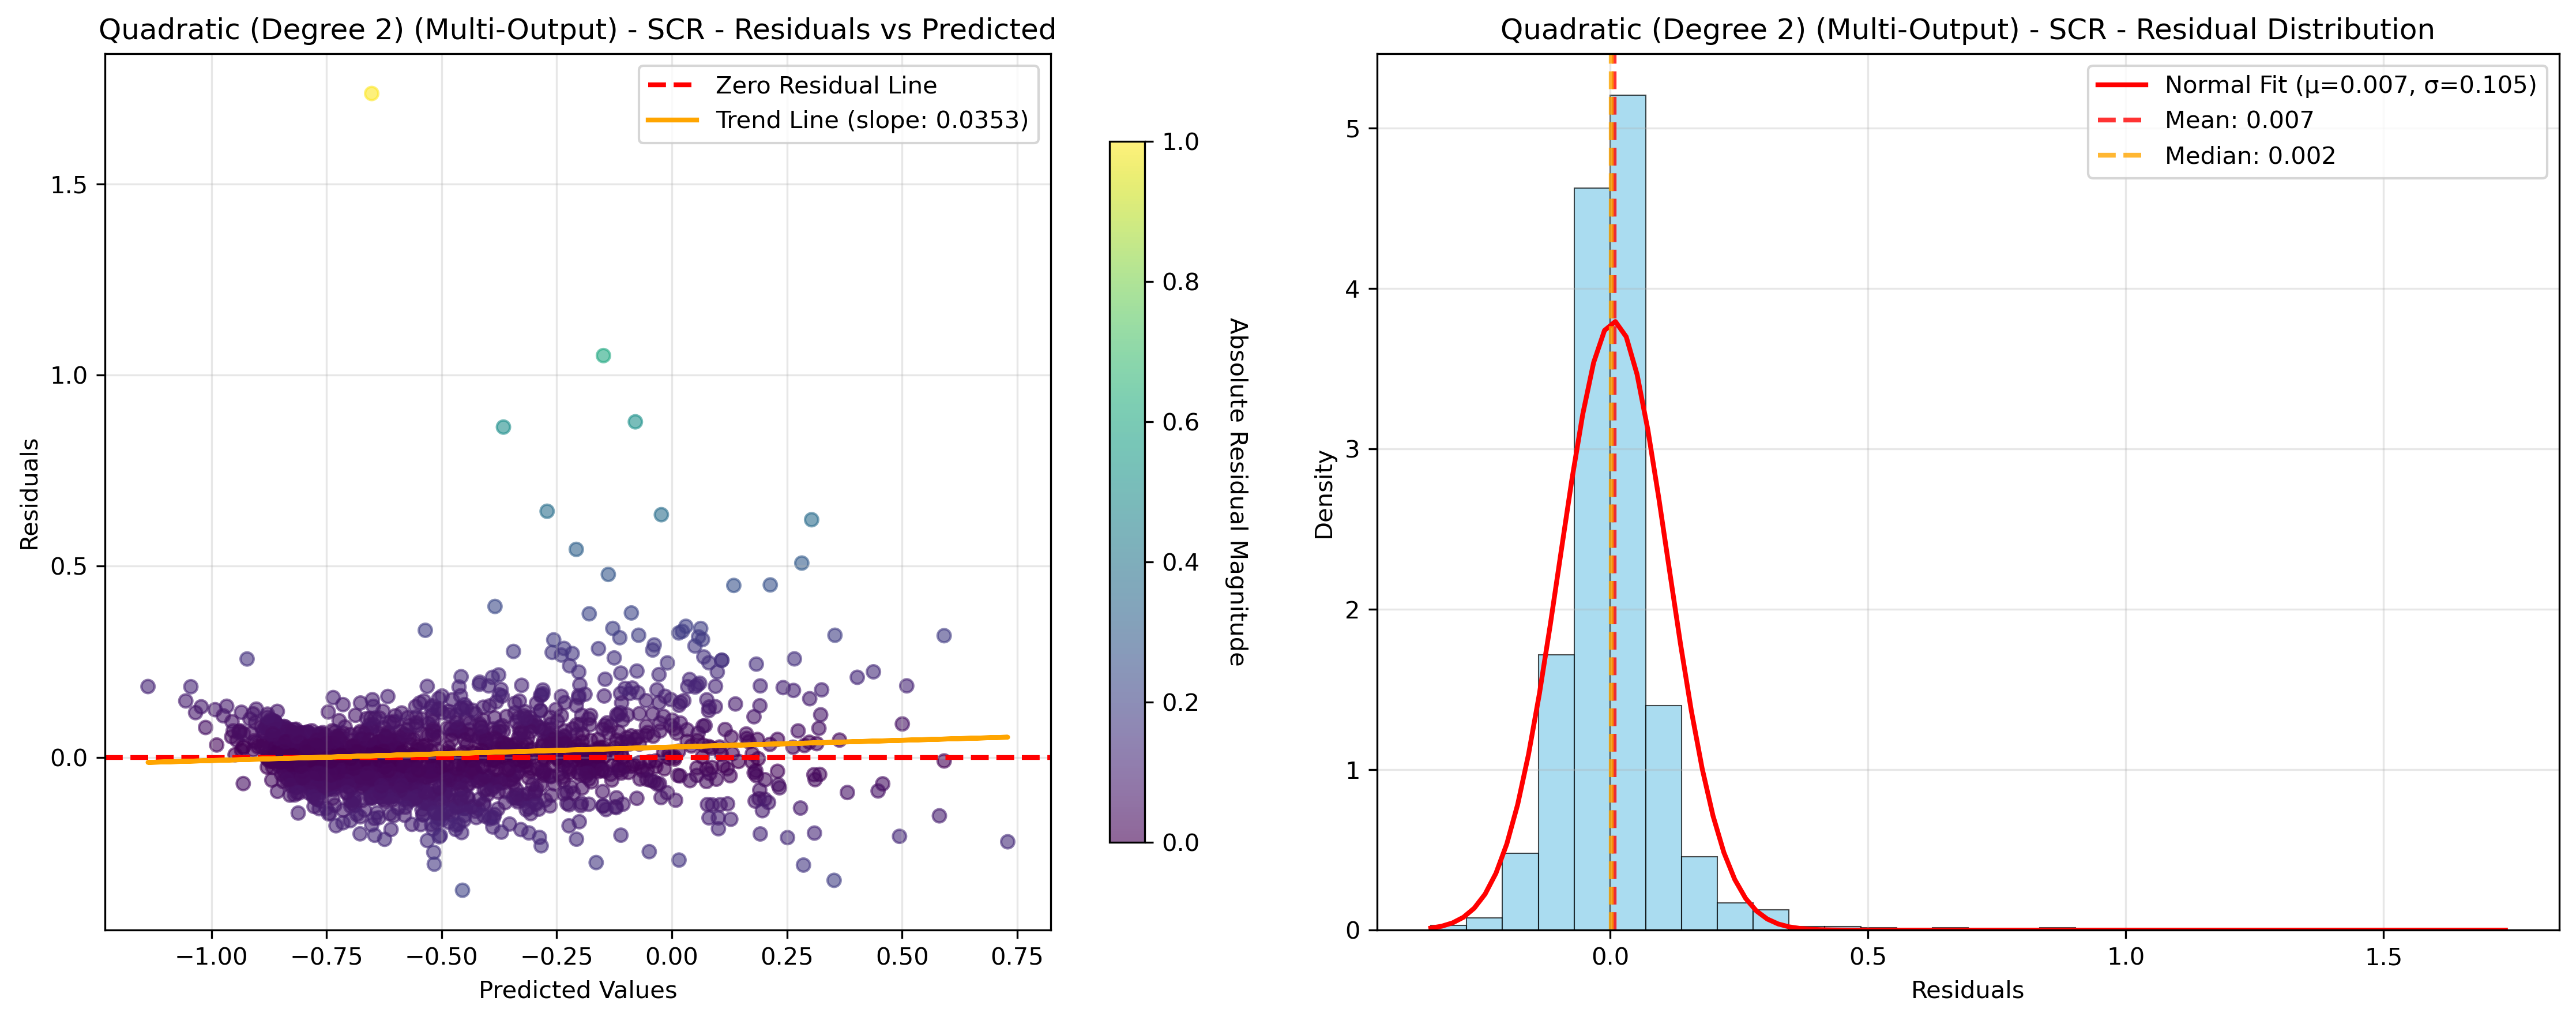 Quadratic (Degree 2) (Multi-Output) - SCR - Residuals vs Predicted
Zero Residual Line
Trend Line (slope: 0.0353)
1.5
1.0
0.5
0.0
Residuals
−1.00
−0.75
−0.50
−0.25
0.00
0.25
0.50
0.75
Predicted Values
1.0
0.8
0.6
0.4
0.2
0.0
Absolute Residual Magnitude
Quadratic (Degree 2) (Multi-Output) - SCR - Residual Distribution
Normal Fit (μ=0.007, σ=0.105)
Mean: 0.007
Median: 0.002
5
4
3
2
1
0
Density
0.0
0.5
1.0
1.5
Residuals